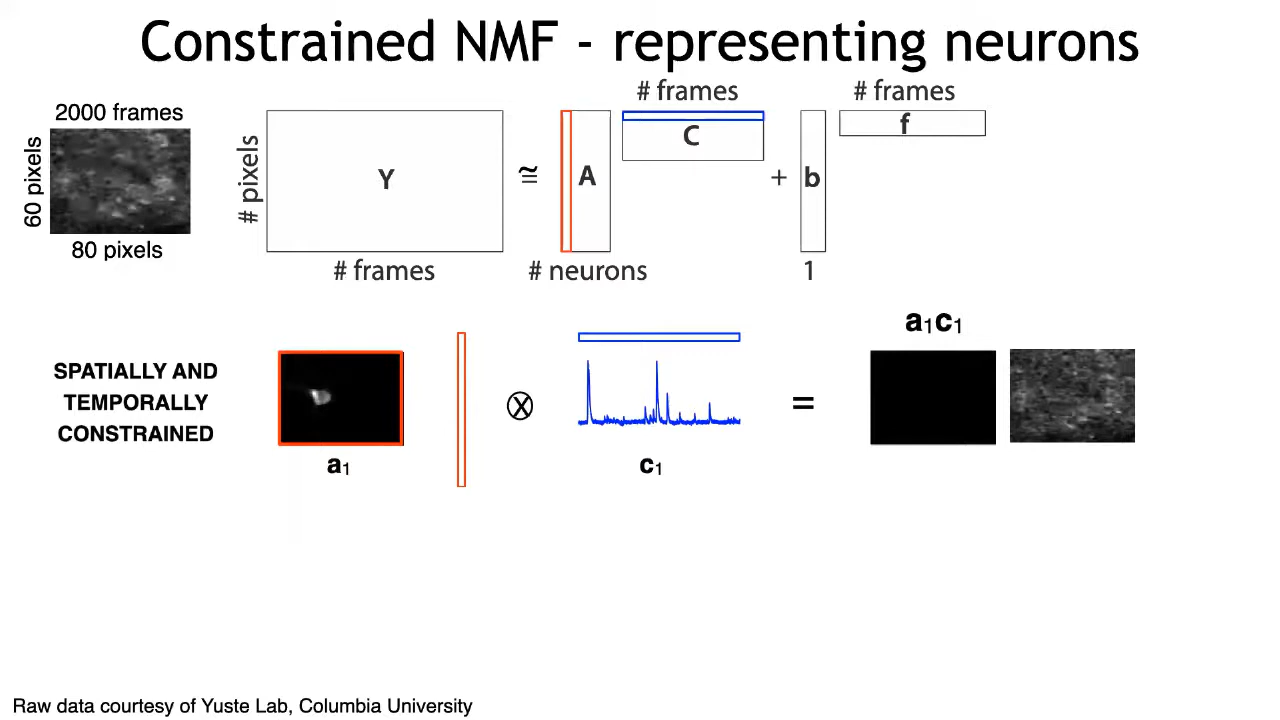 Constrained NMF - representing neurons
2000 frames
60 pixels
80 pixels
# pixels
Y
# frames
≅
A
# neurons
# frames
C
+
b
1
# frames
f
SPATIALLY AND
TEMPORALLY
CONSTRAINED
a1
⊗
c1
=
a1c1
Raw data courtesy of Yuste Lab, Columbia University